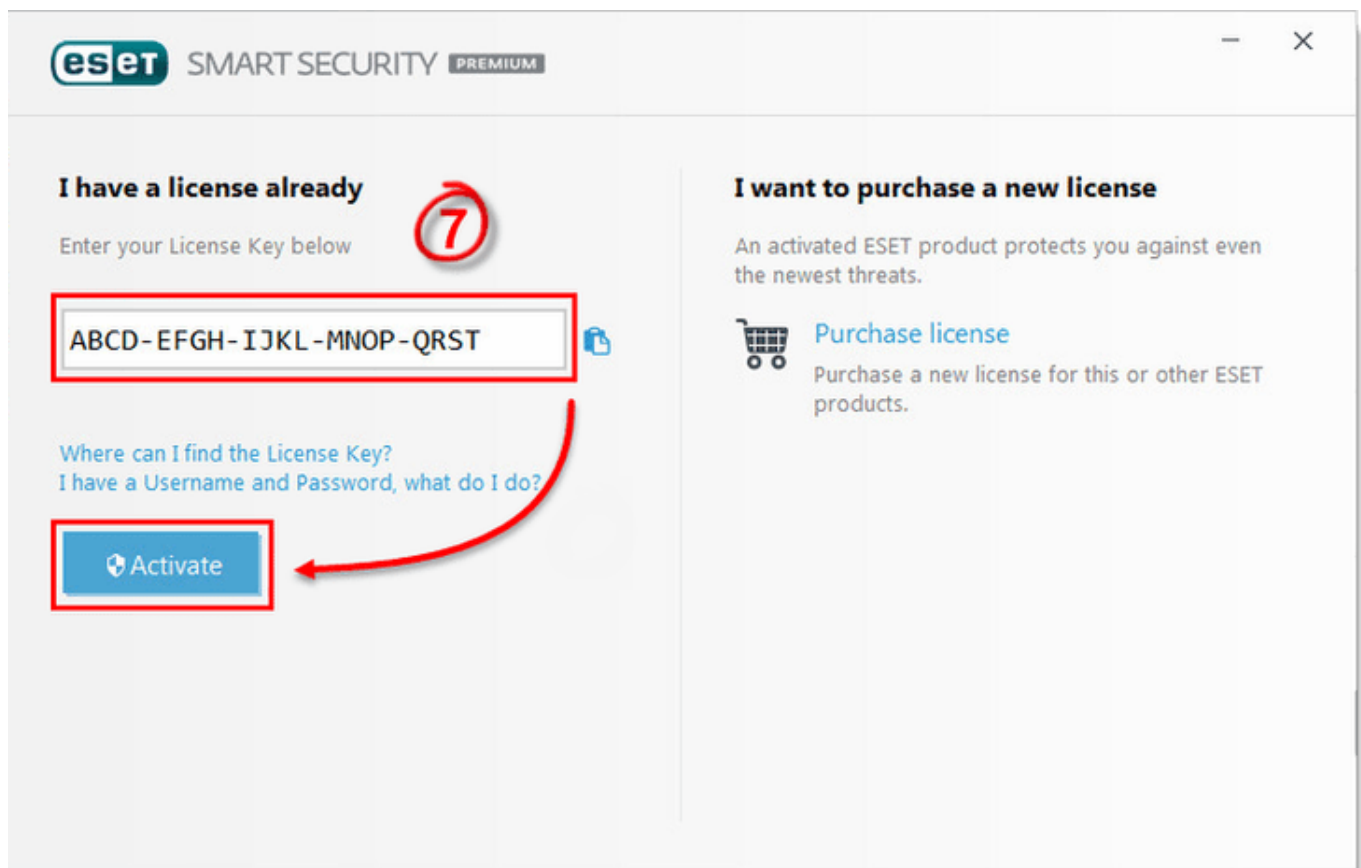 eset SMART SECURITY PREMIUM
I have a license already
7
Enter your License Key below
ABCD-EFGH-IJKL-MNOP-QRST
Where can I find the License Key?
I have a Username and Password, what do I do?
Activate
I want to purchase a new license
An activated ESET product protects you against even
the newest threats.
Purchase license
Purchase a new license for this or other ESET
products.